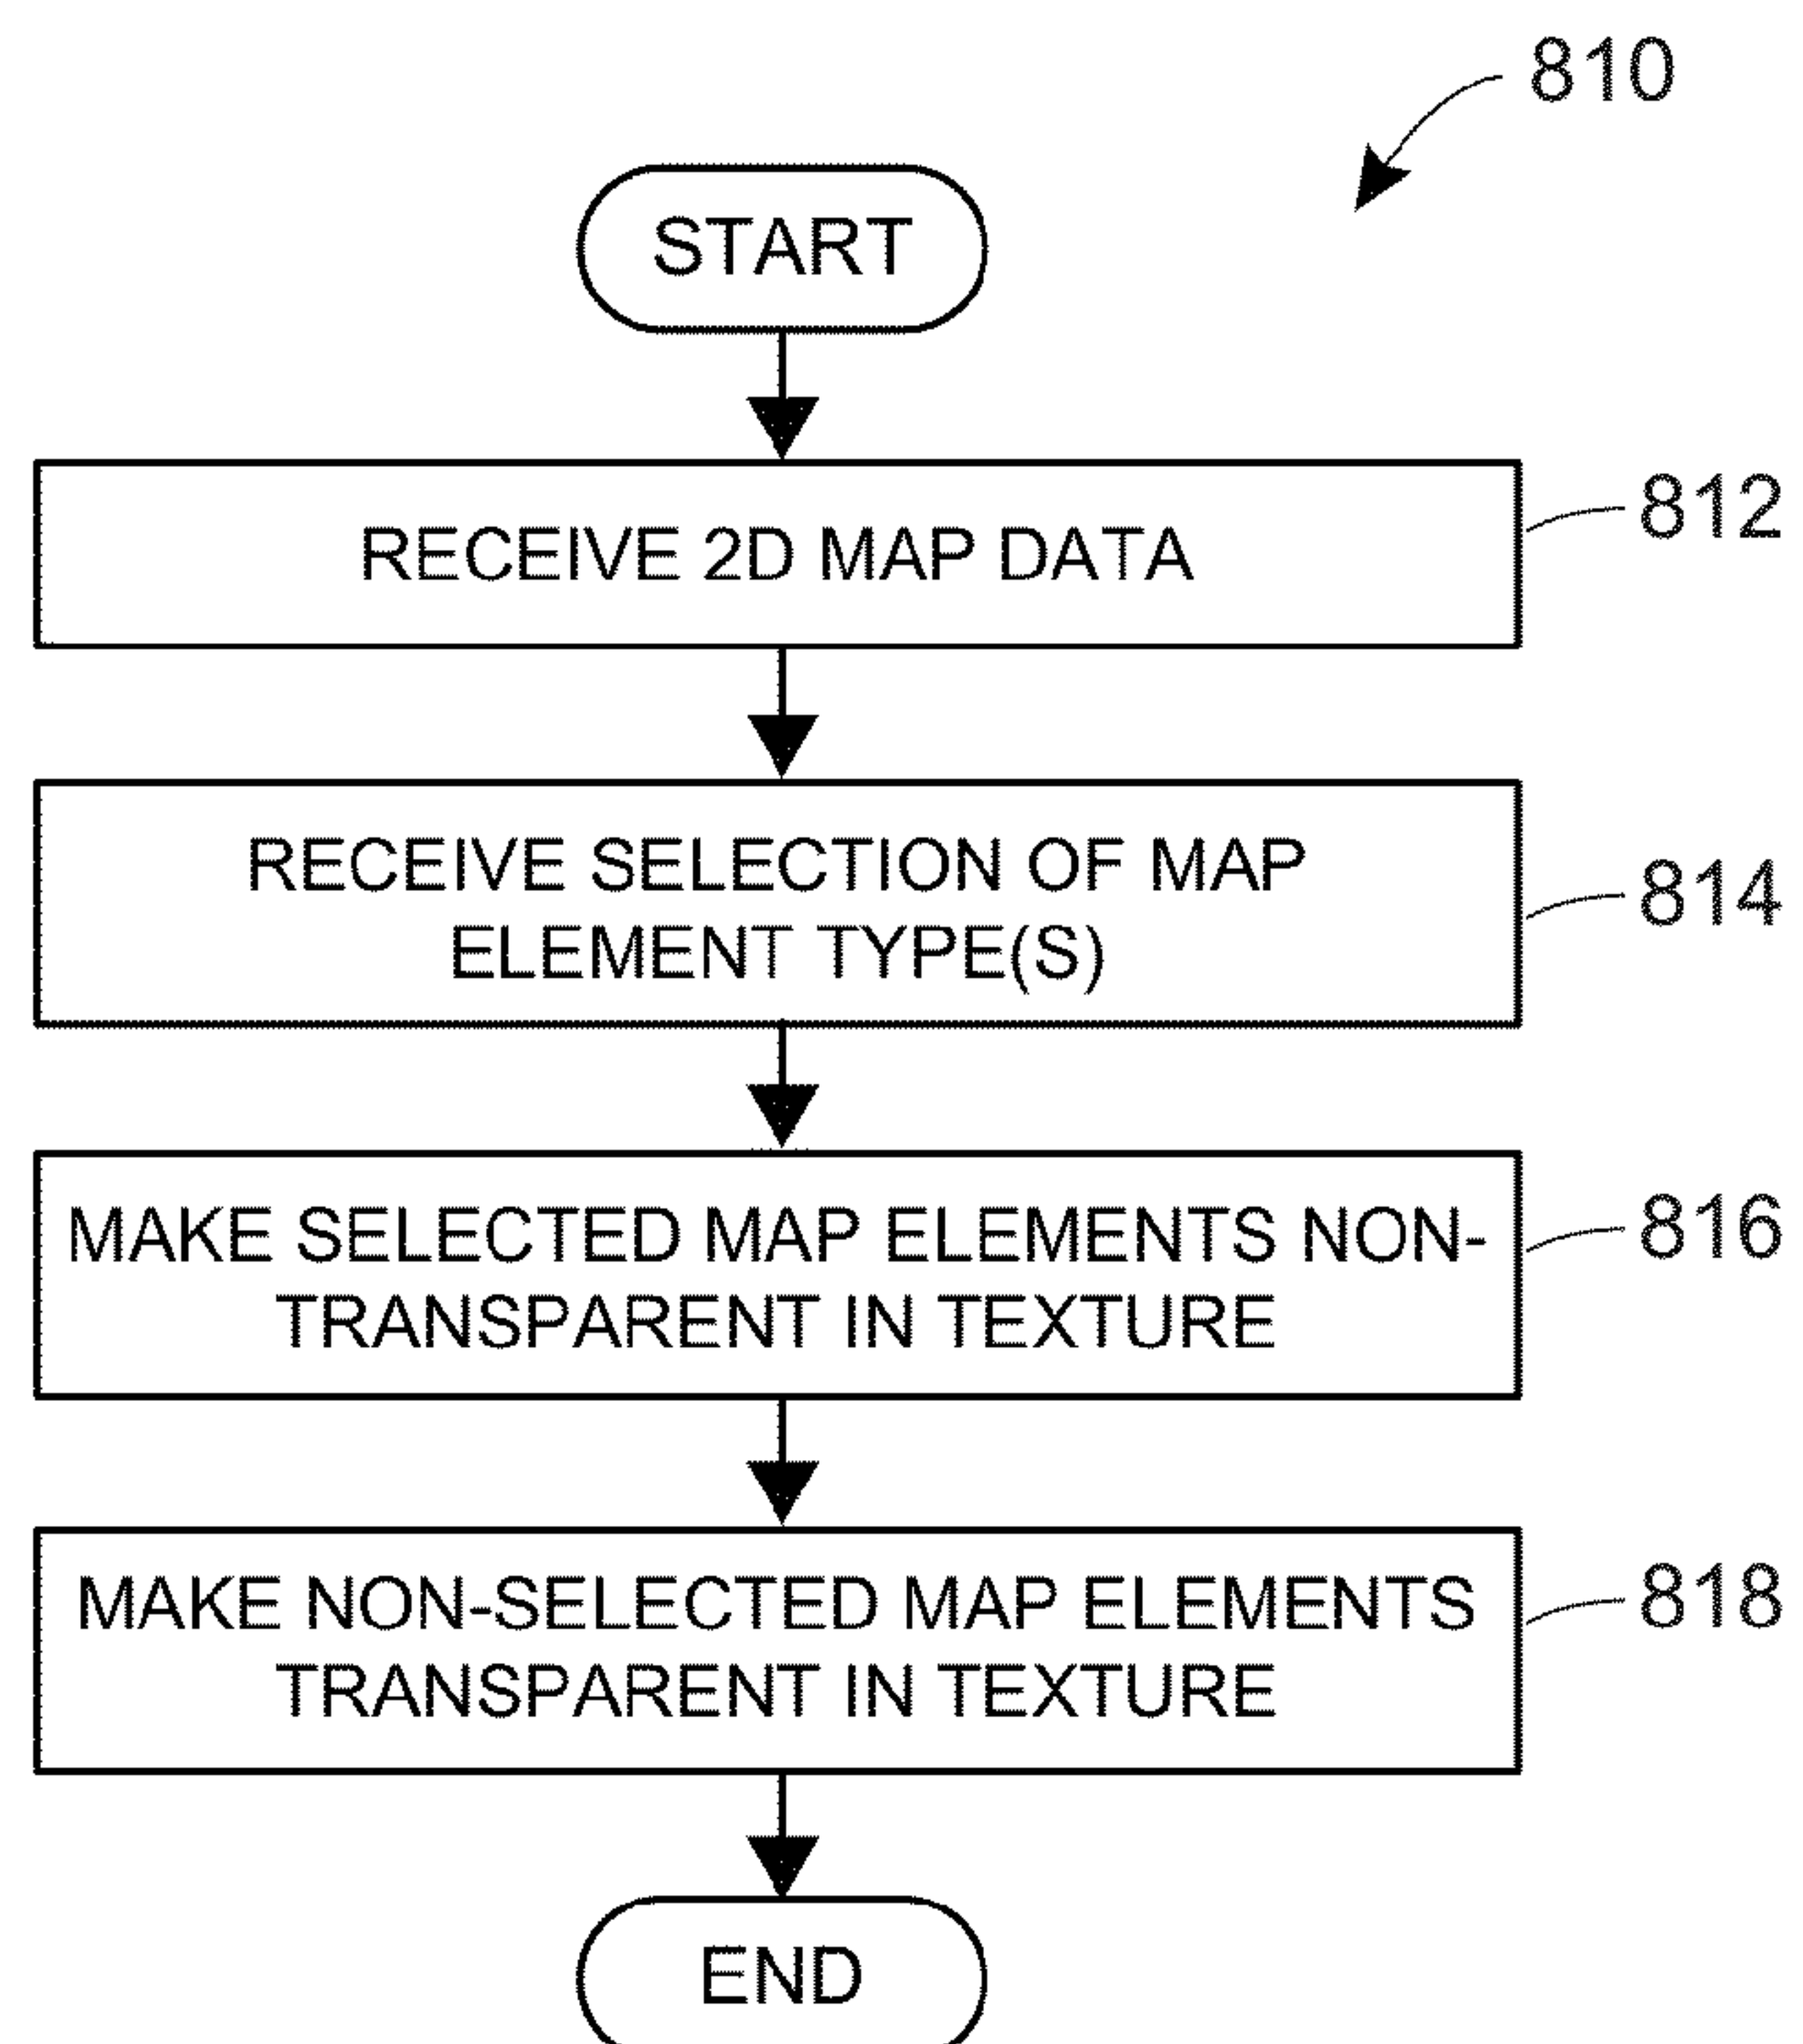 810
START
RECEIVE 2D MAP DATA
812
RECEIVE SELECTION OF MAP
ELEMENT TYPE(S)
814
MAKE SELECTED MAP ELEMENTS NON-
TRANSPARENT IN TEXTURE
816
MAKE NON-SELECTED MAP ELEMENTS
TRANSPARENT IN TEXTURE
818
END